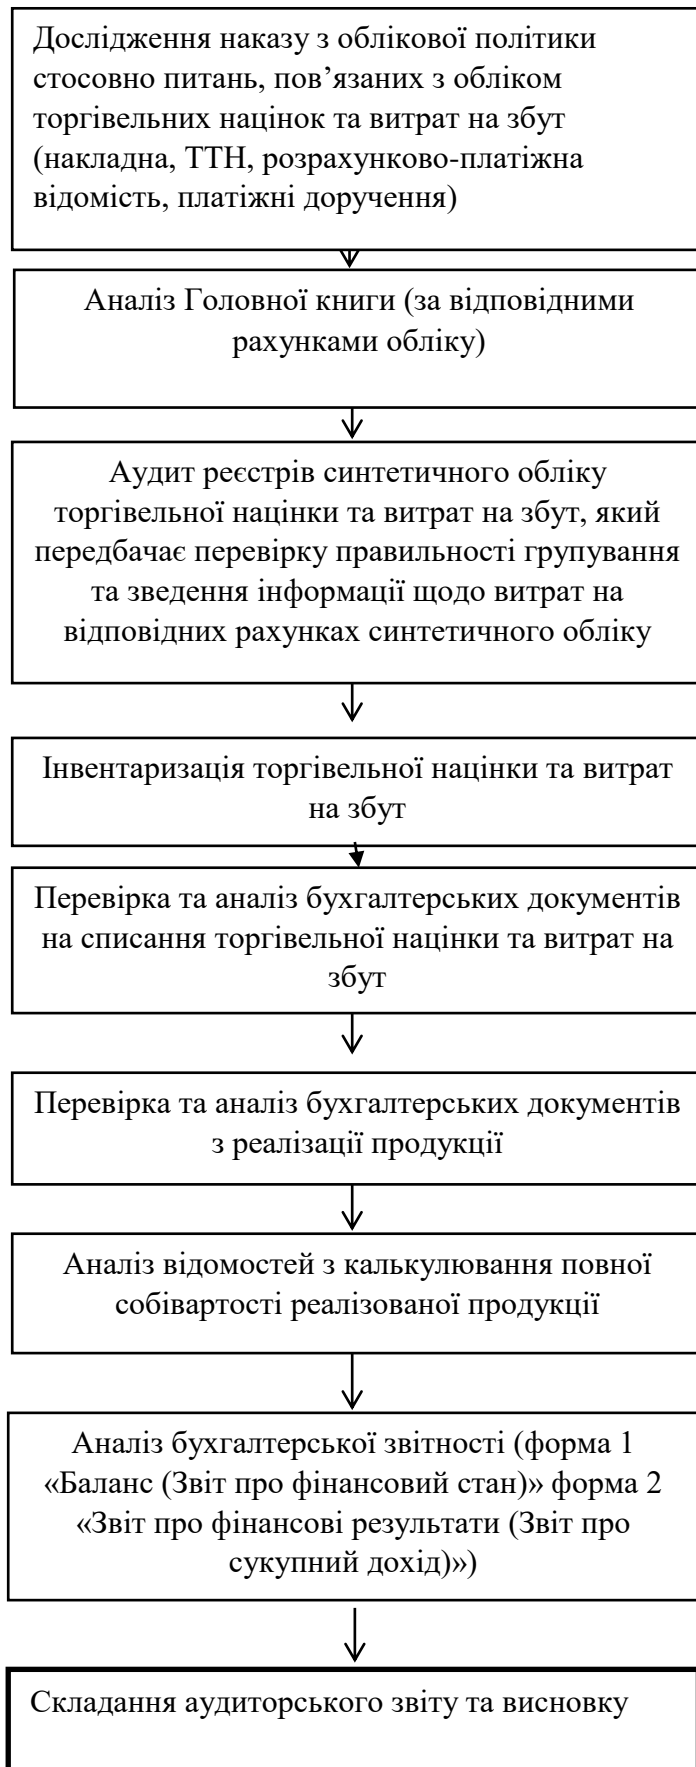 Дослідження наказу з облікової політики
стосовно питань, пов’язаних з обліком
торгівельних націнок та витрат на збут
(накладна, ТТН, розрахунково-платіжна
відомість, платіжні доручення)
Аналіз Головної книги (за відповідними
рахунками обліку)
Аудит реєстрів синтетичного обліку
торгівельної націнки та витрат на збут, який
передбачає перевірку правильності групування
та зведення інформації щодо витрат на
відповідних рахунках синтетичного обліку
Інвентаризація торгівельної націнки та витрат
на збут
Перевірка та аналіз бухгалтерських документів
на списання торгівельної націнки та витрат на
збут
Перевірка та аналіз бухгалтерських документів
з реалізації продукції
Аналіз відомостей з калькулювання повної
собівартості реалізованої продукції
Аналіз бухгалтерської звітності (форма 1
«Баланс (Звіт про фінансовий стан)» форма 2
«Звіт про фінансові результати (Звіт про
сукупний дохід)»)
Складання аудиторського звіту та висновку